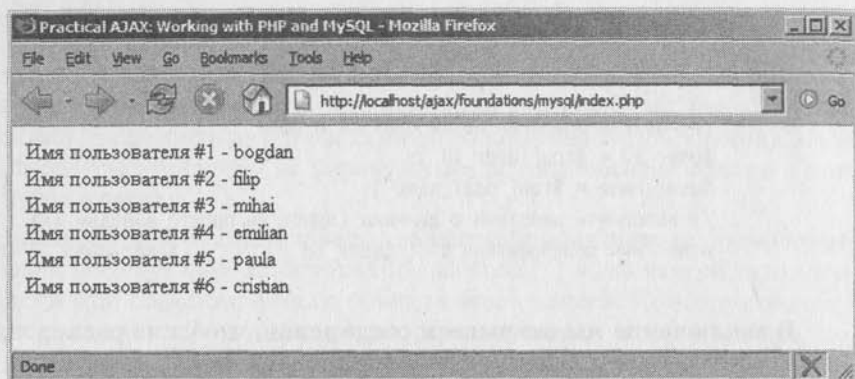 Practical AJAX: Working with PHP and MySQL - Mozilla Firefox
File Edit View Go Bookmarks Tools Help
http://localhost/ajax/foundations/mysql/index.php Go
Имя пользователя #1 - bogdan
Имя пользователя #2 - filip
Имя пользователя #3 - mihai
Имя пользователя #4 - emilian
Имя пользователя #5 - paula
Имя пользователя #6 - cristian
Done